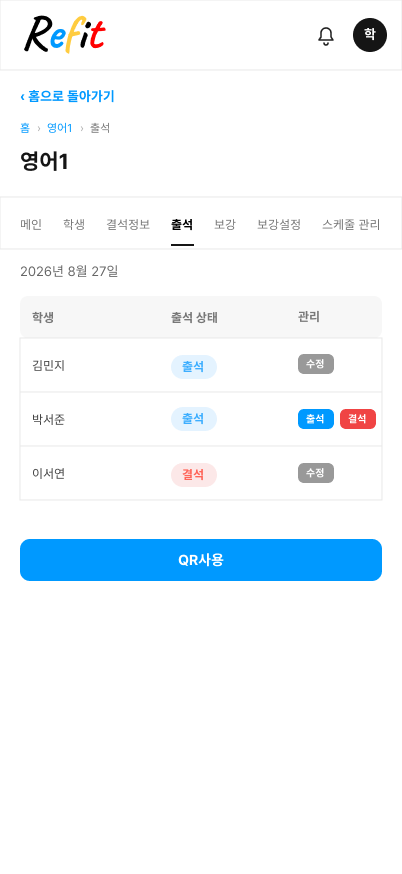 Refit 학
‹ 홈으로 돌아가기
홈 › 영어1 › 출석
영어1
메인 학생 결석정보 출석 보강 보강설정 스케줄 관리
2026년 8월 27일
학생 출석 상태 관리
김민지 출석 수정
박서준 출석 출석 결석
이서연 결석 수정
QR사용